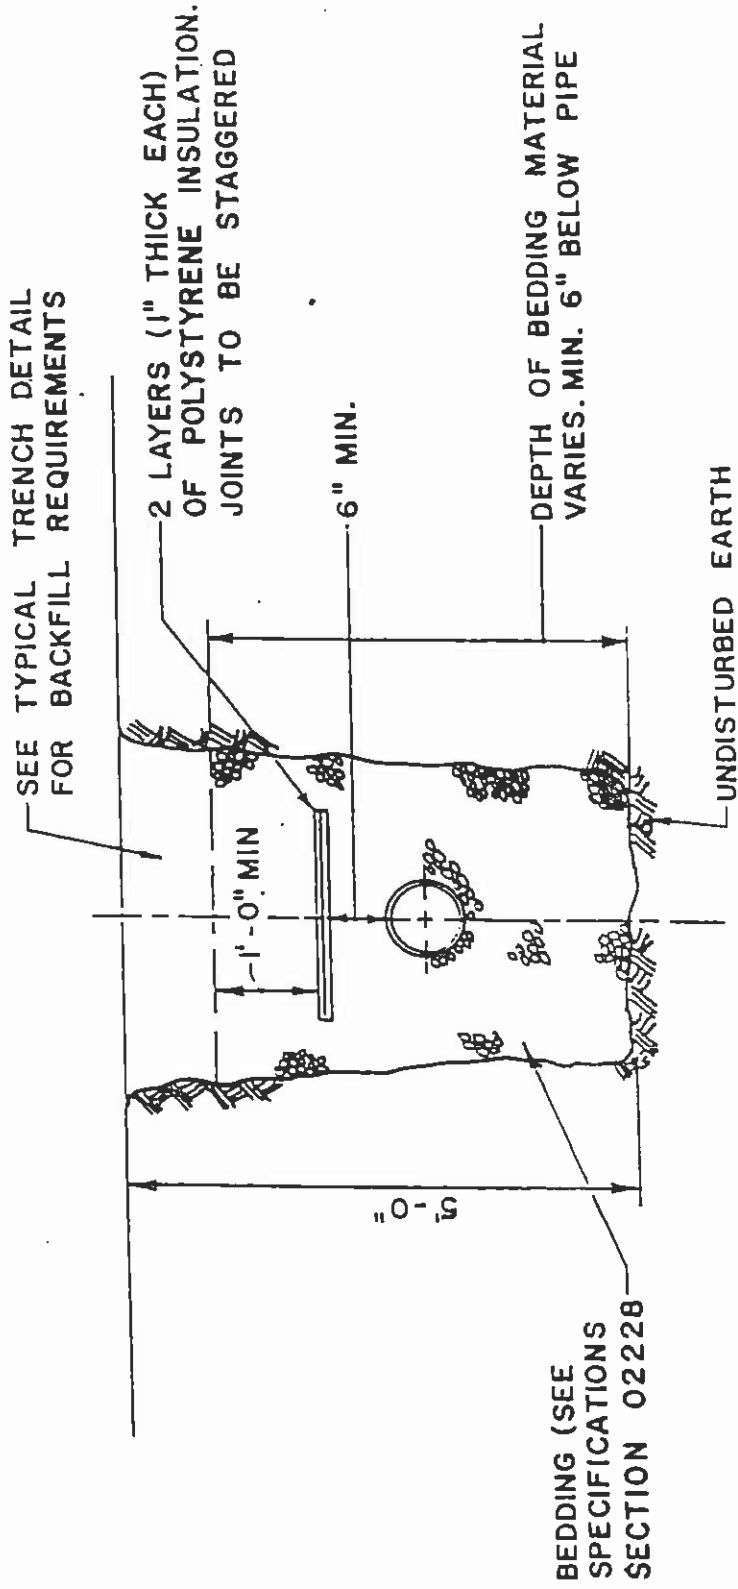 SEE TYPICAL TRENCH DETAIL
FOR BACKFILL REQUIREMENTS
2 LAYERS (1" THICK EACH)
OF POLYSTYRENE INSULATION.
JOINTS TO BE STAGGERED
1'-0" MIN
6" MIN.
5'-0"
DEPTH OF BEDDING MATERIAL
VARIES. MIN. 6" BELOW PIPE
BEDDING (SEE
SPECIFICATIONS
SECTION 02222B
UNDISTURBED EARTH